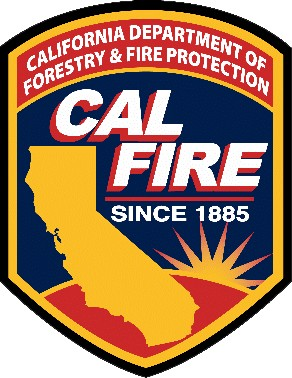 CALIFORNIA DEPARTMENT OF
FORESTRY & FIRE PROTECTION
CAL
FIRE
SINCE 1885